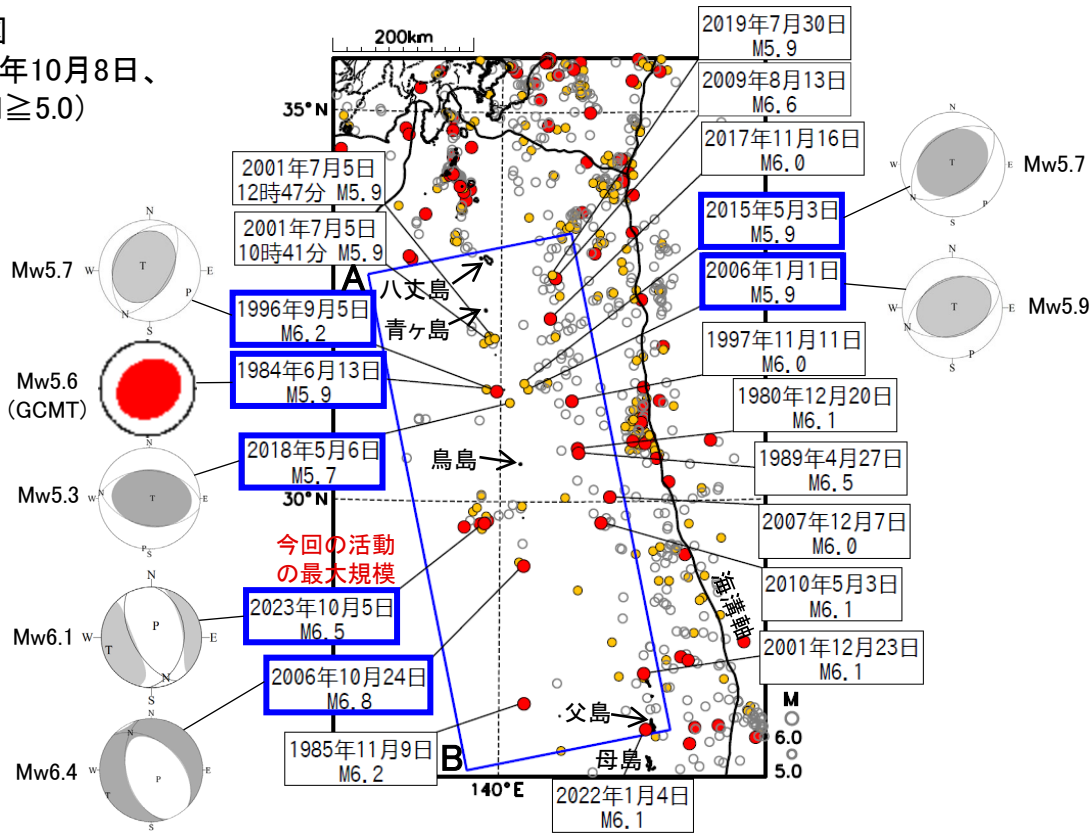 図
年10月8日、
M≧5.0）
200km
35°N
30°N
140°E
2019年7月30日
M5.9
2009年8月13日
M6.6
2017年11月16日
M6.0
2015年5月3日
M5.9
2006年1月1日
M5.9
1997年11月11日
M6.0
1980年12月20日
M6.1
1989年4月27日
M6.5
2007年12月7日
M6.0
2010年5月3日
M6.1
2001年12月23日
M6.1
2022年1月4日
M6.1
2001年7月5日
12時47分 M5.9
2001年7月5日
10時41分 M5.9
1996年9月5日
M6.2
1984年6月13日
M5.9
2018年5月6日
M5.7
今回の活動
の最大規模
2023年10月5日
M6.5
2006年10月24日
M6.8
1985年11月9日
M6.2
A
B
八丈島
青ヶ島
鳥島
父島
母島
海溝軸
M
6.0
5.0
Mw5.7
N
W
T
E
P
S
Mw5.6
(GCMT)
Mw5.3
N
N
W
T
E
P
S
Mw6.1
N
W
P
E
T
N
S
Mw6.4
N
N
W
P
E
T
S
Mw5.7
N
W
T
E
N
P
S
Mw5.9
N
W
T
E
N
P
S